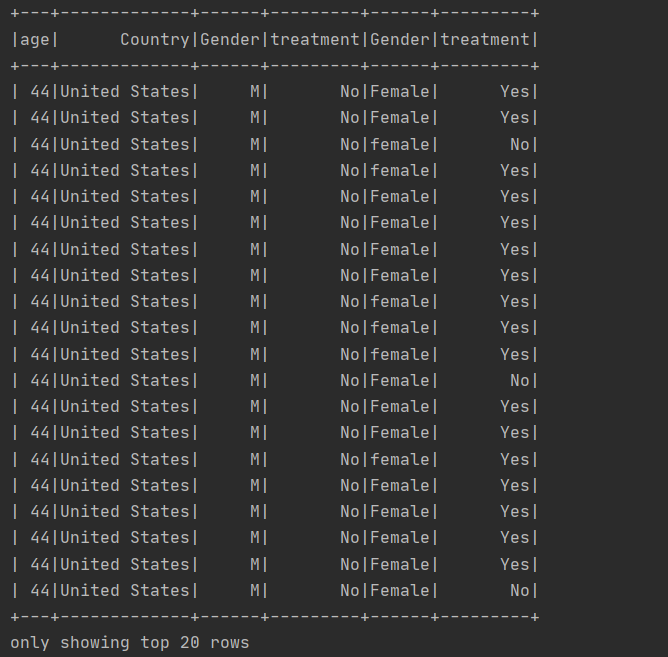 +---+-------------+------+---------+------+---------+
|age|      Country|Gender|treatment|Gender|treatment|
+---+-------------+------+---------+------+---------+
| 44|United States|     M|       No|Female|      Yes|
| 44|United States|     M|       No|Female|      Yes|
| 44|United States|     M|       No|female|       No|
| 44|United States|     M|       No|female|      Yes|
| 44|United States|     M|       No|Female|      Yes|
| 44|United States|     M|       No|Female|      Yes|
| 44|United States|     M|       No|Female|      Yes|
| 44|United States|     M|       No|Female|      Yes|
| 44|United States|     M|       No|female|      Yes|
| 44|United States|     M|       No|female|      Yes|
| 44|United States|     M|       No|female|      Yes|
| 44|United States|     M|       No|Female|       No|
| 44|United States|     M|       No|Female|      Yes|
| 44|United States|     M|       No|Female|      Yes|
| 44|United States|     M|       No|female|      Yes|
| 44|United States|     M|       No|Female|      Yes|
| 44|United States|     M|       No|Female|      Yes|
| 44|United States|     M|       No|Female|      Yes|
| 44|United States|     M|       No|Female|      Yes|
| 44|United States|     M|       No|Female|       No|
+---+-------------+------+---------+------+---------+
only showing top 20 rows